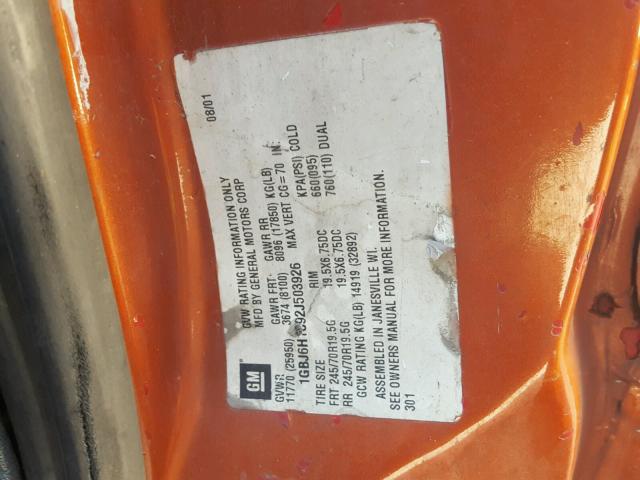 08/01
GVW RATING INFORMATION ONLY
MFD BY GENERAL MOTORS CORP
GM
GVWR GAWR FRT GAWR RR
11770 (25950) 3674 (8100) 8096 (17850) KG(LB)
MAX VERT CG=70 IN.
TIRE SIZE RIM KPA(PSI) COLD
FRT 245/70R19.5G 19.5X6.75DC 660(095)
RR 245/70R19.5G 19.5X6.75DC 760(110) DUAL
GCW RATING KG(LB) 14919 (32892)
ASSEMBLED IN JANESVILLE WI.
SEE OWNERS MANUAL FOR MORE INFORMATION.
301